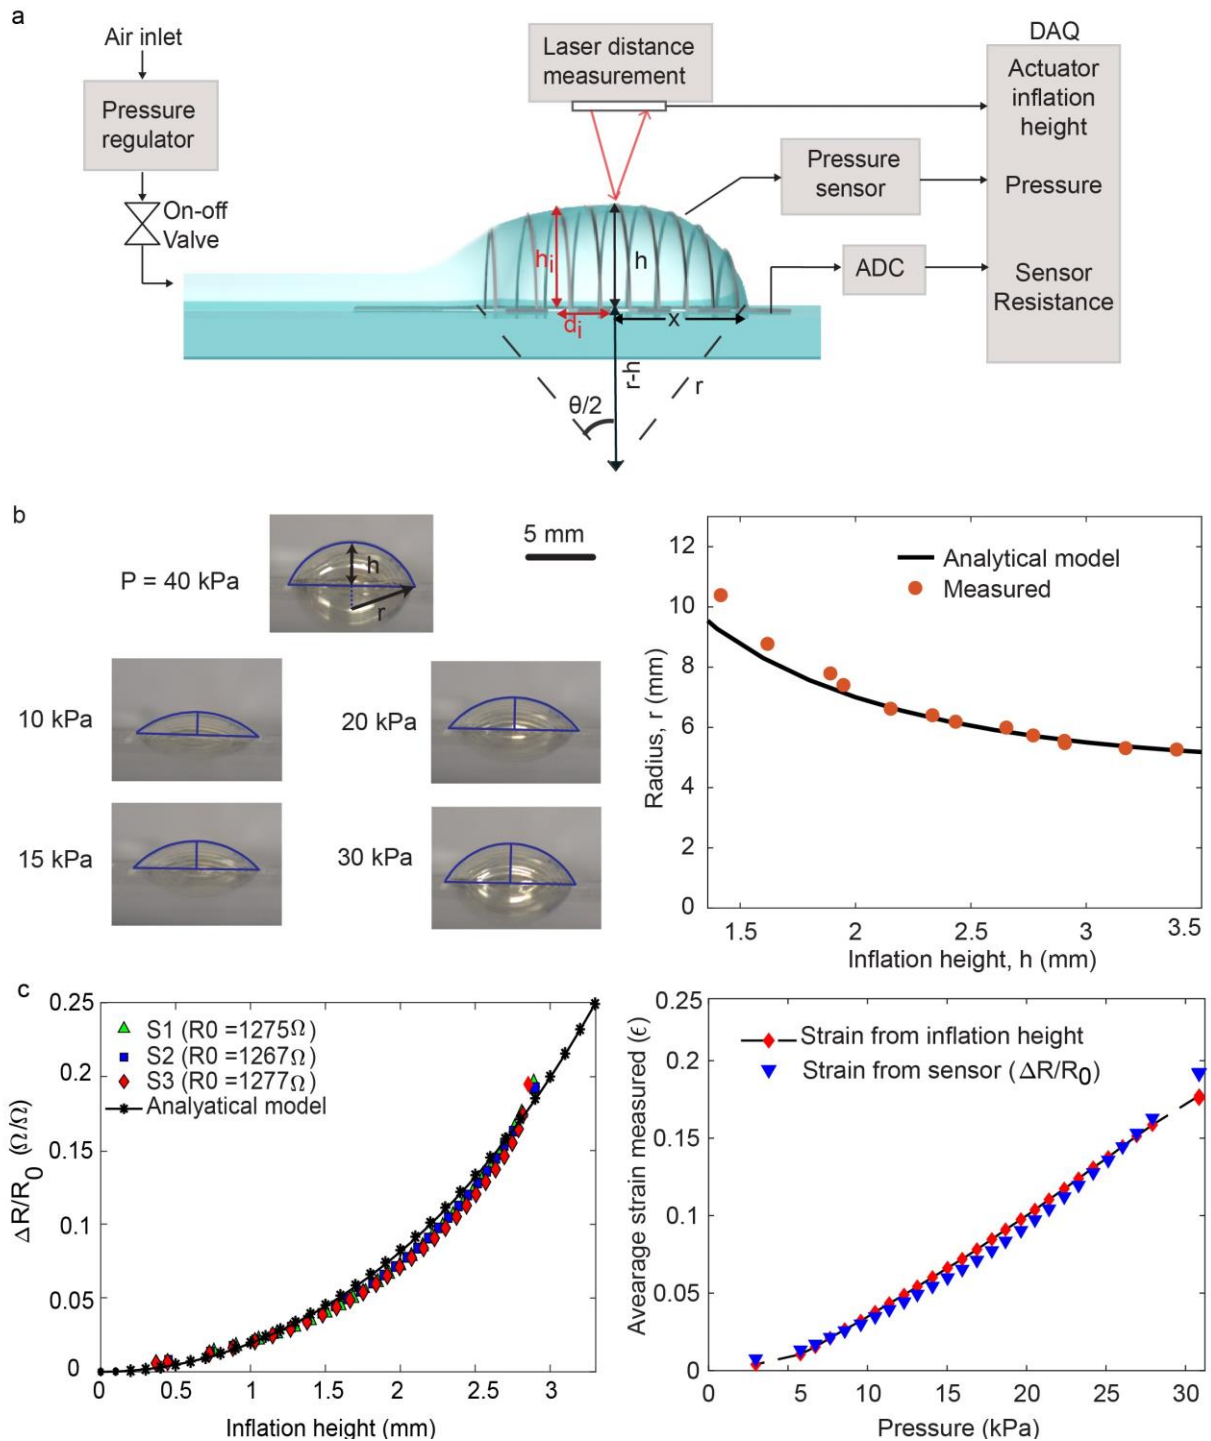 a
Air inlet
Pressure
regulator
On-off
Valve
Laser distance
measurement
DAQ
Actuator
inflation
height
Pressure
sensor
Pressure
ADC
Sensor
Resistance
hi
h
di
x
r-h
r
θ/2
b
P = 40 kPa
h
r
5 mm
10 kPa
20 kPa
15 kPa
30 kPa
Analytical model
Measured
Radius, r (mm)
12
10
8
6
4
2
0
1.5
2
2.5
3
3.5
Inflation height, h (mm)
c
S1 (R0 =1275Ω)
S2 (R0 =1267Ω)
S3 (R0 =1277Ω)
Analyatical model
ΔR/R0 (Ω/Ω)
0.25
0.2
0.15
0.1
0.05
0
0
0.5
1
1.5
2
2.5
3
Inflation height (mm)
Strain from inflation height
Strain from sensor (ΔR/R0)
Avearage strain measured (ϵ)
0.25
0.2
0.15
0.1
0.05
0
0
5
10
15
20
25
30
Pressure (kPa)